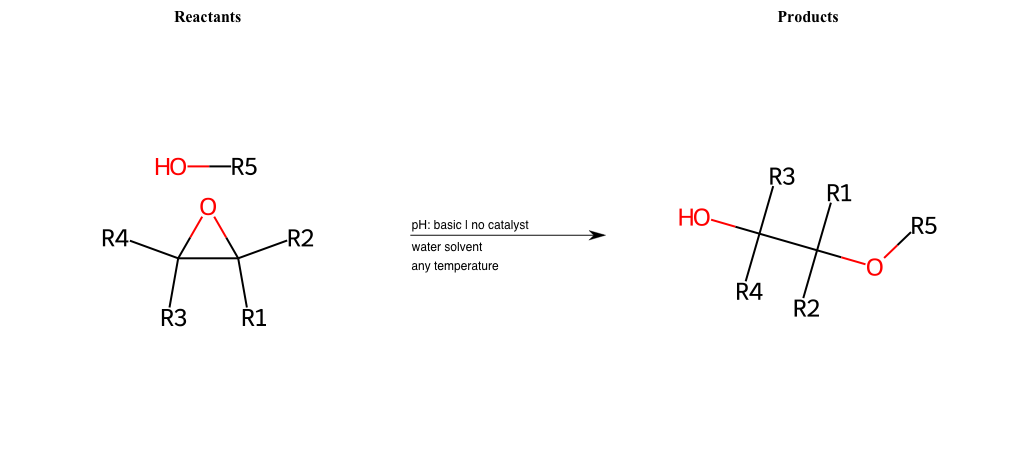 Reactants
Products
HO R5
O
R4 R2
R3 R1
pH: basic | no catalyst
water solvent
any temperature
R3
R1
HO
R5
O
R4
R2